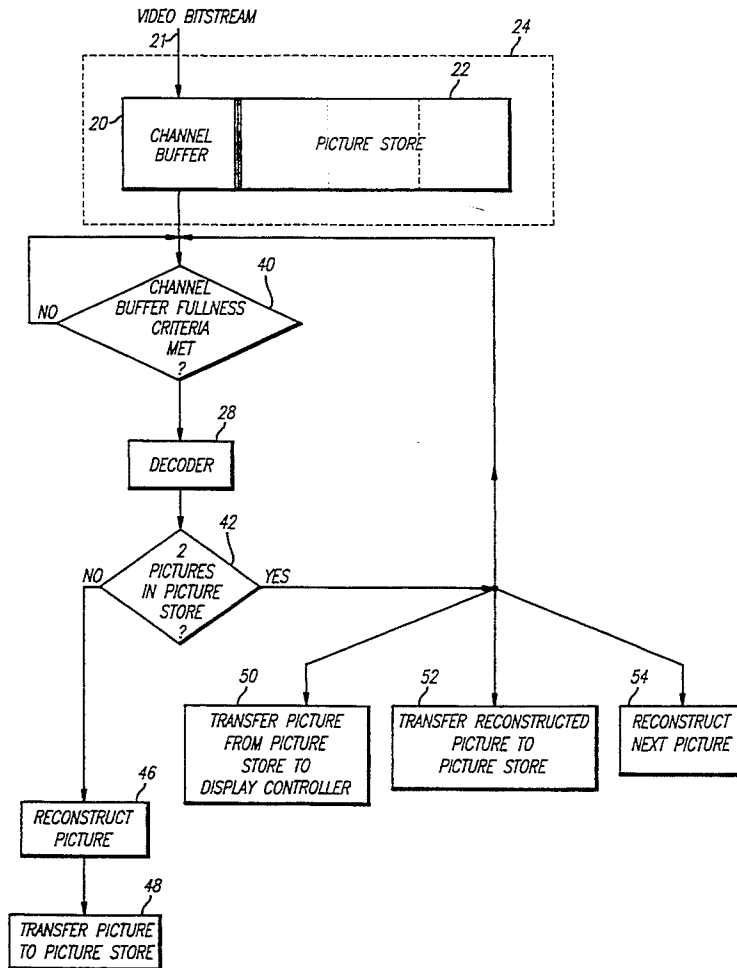 VIDEO BITSTREAM
21
24
22
20
CHANNEL
BUFFER
PICTURE STORE
40
CHANNEL
BUFFER FULLNESS
CRITERIA
MET
?
NO
28
DECODER
42
2
PICTURES
IN PICTURE
STORE
?
NO
YES
50
TRANSFER PICTURE
FROM PICTURE
STORE TO
DISPLAY CONTROLLER
52
TRANSFER RECONSTRUCTED
PICTURE TO
PICTURE STORE
54
RECONSTRUCT
NEXT PICTURE
46
RECONSTRUCT
PICTURE
48
TRANSFER PICTURE
TO PICTURE STORE